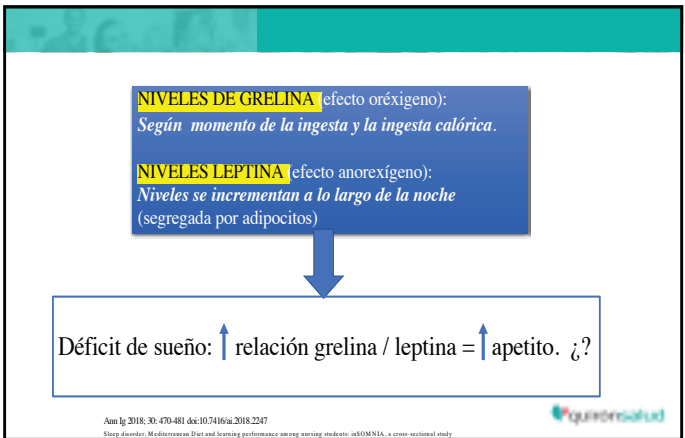 NIVELES DE GRELINA (efecto oréxigeno):
Según momento de la ingesta y la ingesta calórica.
NIVELES LEPTINA (efecto anorexígeno):
Niveles se incrementan a lo largo de la noche
(segregada por adipocitos)
Déficit de sueño: ↑ relación grelina / leptina = ↑ apetito. ¿?
Ann Ig 2018; 30: 470-481 doi:10.7416/ai.2018.2247
Sleep disorder, Mediterranean Diet and learning performance among nursing students: inSOMNIA, a cross-sectional study
quirónsalud